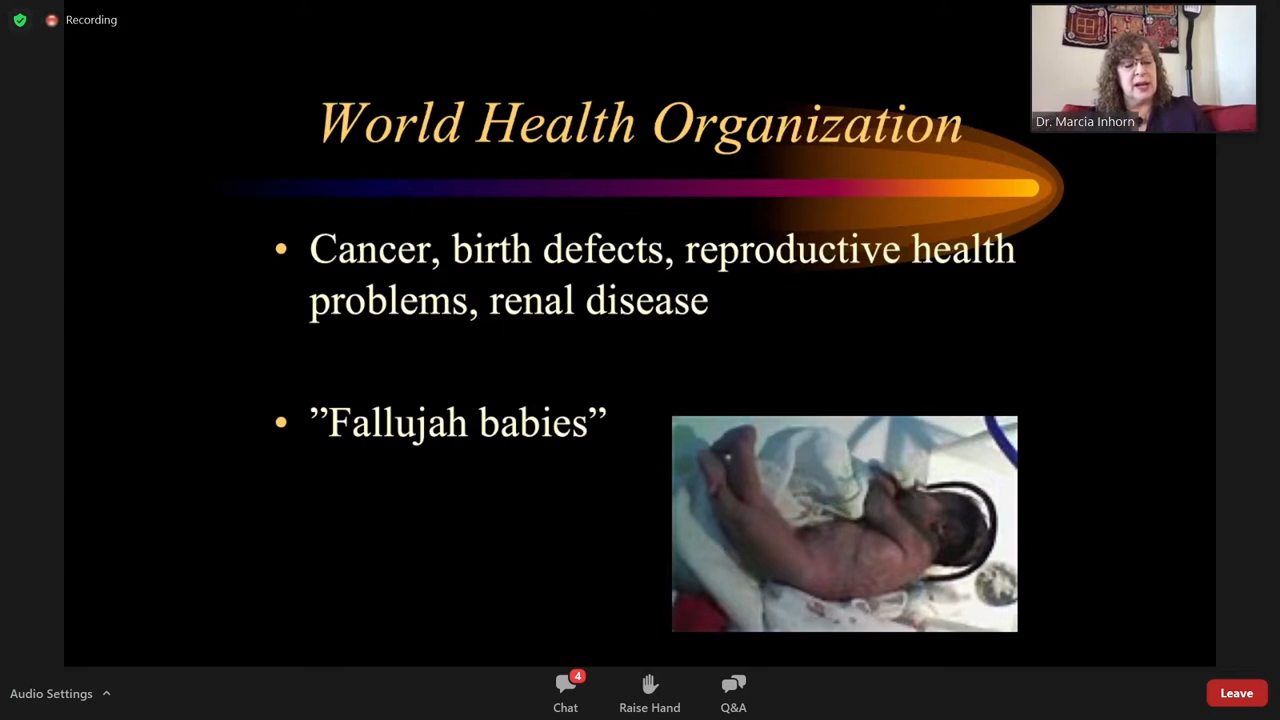 Recording
Dr. Marcia Inhorn
World Health Organization
• Cancer, birth defects, reproductive health
problems, renal disease
• ”Fallujah babies”
Audio Settings
4
Chat
Raise Hand
Q&A
Leave